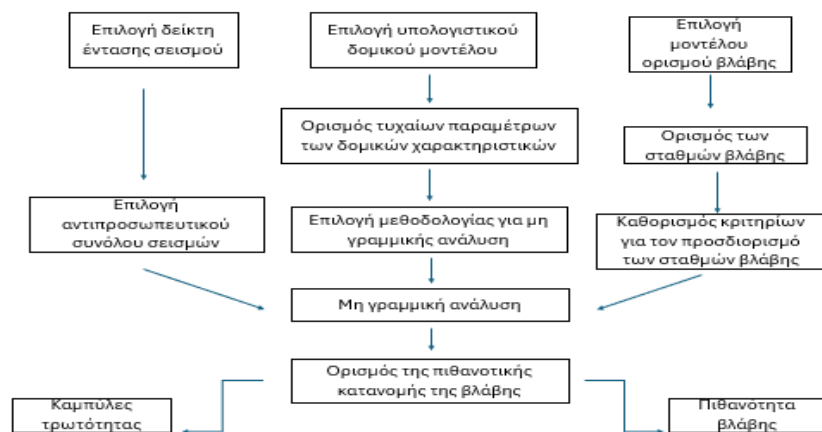 Επιλογή δείκτη
έντασης σεισμού
Επιλογή υπολογιστικού
δομικού μοντέλου
Επιλογή
μοντέλου
ορισμού βλάβης
Ορισμός τυχαίων παραμέτρων
των δομικών χαρακτηριστικών
Ορισμός των
σταθμών βλάβης
Επιλογή
αντιπροσωπευτικού
συνόλου σεισμών
Επιλογή μεθοδολογίας για μη
γραμμικής ανάλυση
Καθορισμός κριτηρίων
για τον προσδιορισμό
των σταθμών βλάβης
Μη γραμμική ανάλυση
Ορισμός της πιθανοτικής
κατανομής της βλάβης
Καμπύλες
τρωτότητας
Πιθανότητα
βλάβης